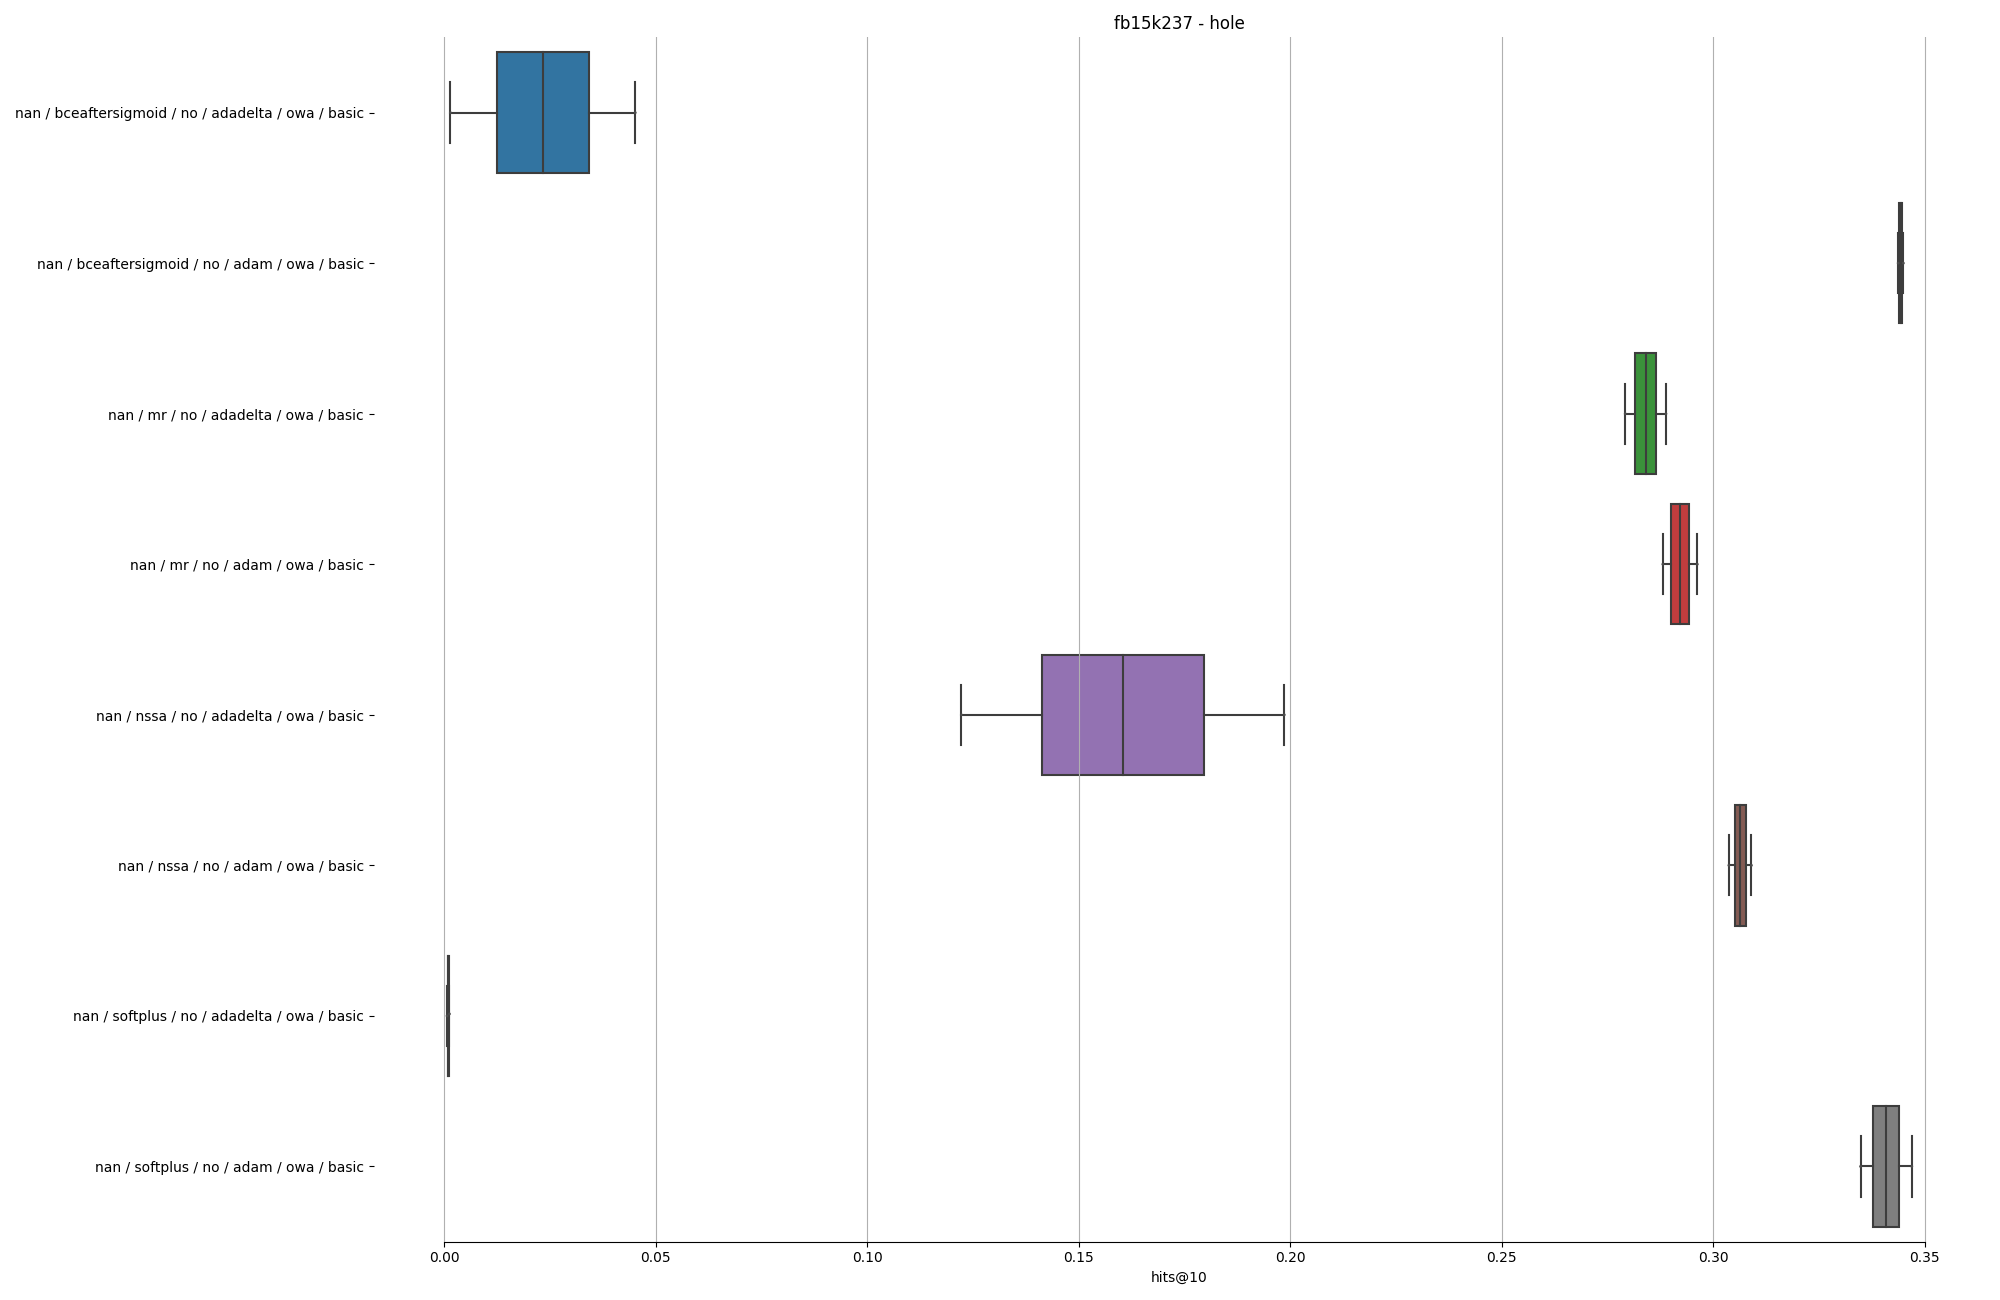 fb15k237 - hole
nan / bceaftersigmoid / no / adadelta / owa / basic
nan / bceaftersigmoid / no / adam / owa / basic
nan / mr / no / adadelta / owa / basic
nan / mr / no / adam / owa / basic
nan / nssa / no / adadelta / owa / basic
nan / nssa / no / adam / owa / basic
nan / softplus / no / adadelta / owa / basic
nan / softplus / no / adam / owa / basic
0.00 0.05 0.10 0.15 0.20 0.25 0.30 0.35
hits@10